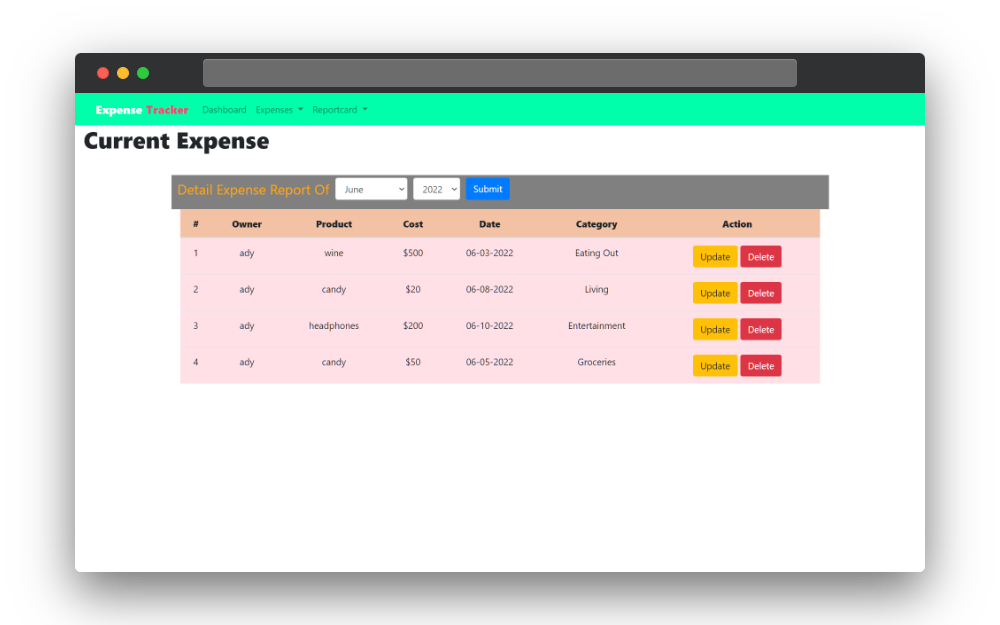 Expense Tracker Dashboard Expenses Reportcard
Current Expense
Detail Expense Report Of June 2022 Submit
# Owner Product Cost Date Category Action
1 ady wine $500 06-03-2022 Eating Out Update Delete
2 ady candy $20 06-08-2022 Living Update Delete
3 ady headphones $200 06-10-2022 Entertainment Update Delete
4 ady candy $50 06-05-2022 Groceries Update Delete